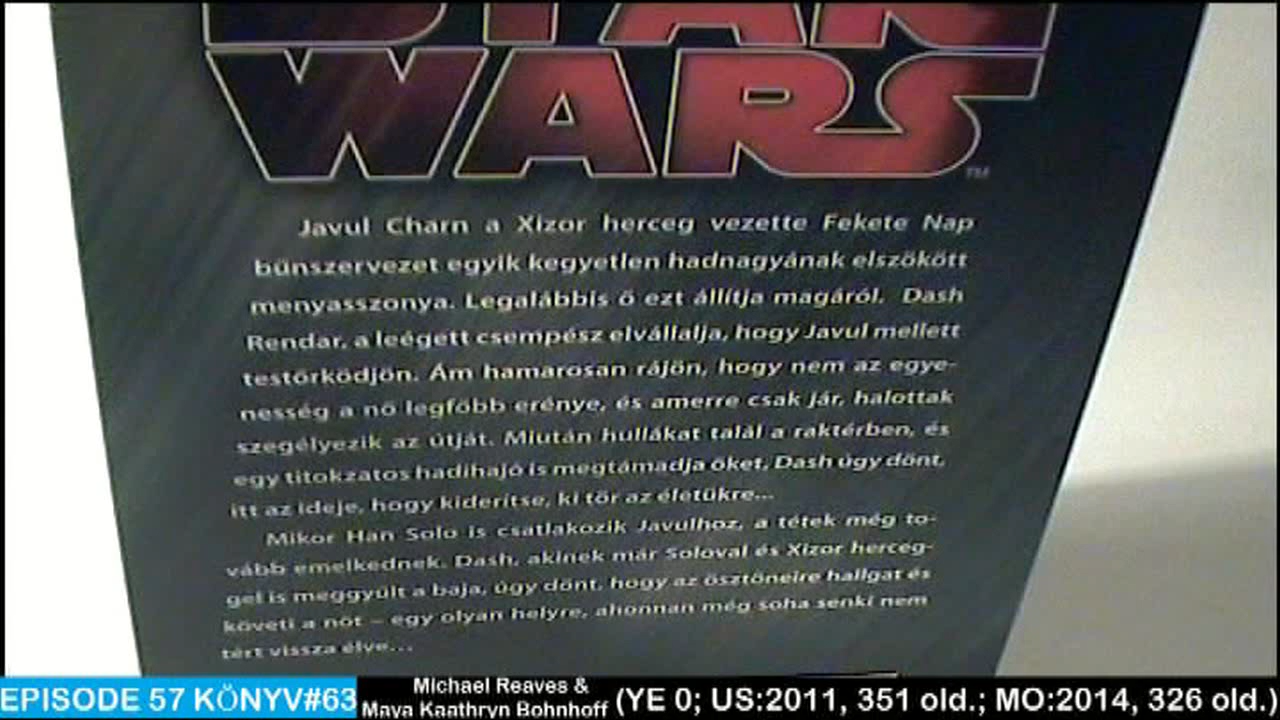 STAR
WARS
TM
Javul Charn a Xizor herceg vezette Fekete Nap
bűnszervezet egyik kegyetlen hadnagyának elszökött
menyasszonya. Legalábbis ő ezt állítja magáról. Dash
Rendar, a leégett csempész elvállalja, hogy Javul mellett
testőrködjön. Ám hamarosan rájön, hogy nem az egye-
nesség a nő legfőbb erénye, és amerre csak jár, halottak
szegélyezik az útját. Miután hullákat talál a raktérben, és
egy titokzatos hadihajó is megtámadja őket, Dash úgy dönt,
itt az ideje, hogy kiderítse, ki tör az életükre...
Mikor Han Solo is csatlakozik Javulhoz, a tétek még to-
vább emelkednek. Dash, akinek már Soloval és Xizor herceg-
gel is meggyűlt a baja, úgy dönt, hogy az ösztöneire hallgat és
követi a nőt – egy olyan helyre, ahonnan még soha senki nem
tért vissza élve...
EPISODE 57 KÖNYV#63
Michael Reaves &
Maya Kaathryn Bohnhoff
(YE 0; US:2011, 351 old.; MO:2014, 326 old.)